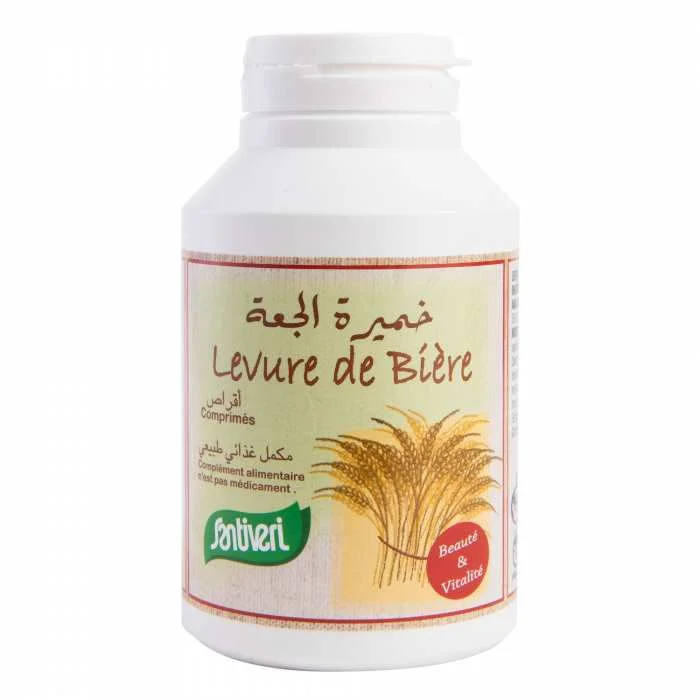 خميرة الجعة
Levure de Bière
أقراص
Comprimés
مكمل غذائي طبيعي
Complément alimentaire
n'est pas médicament .
Santiveri
Beauté
&
Vitalité